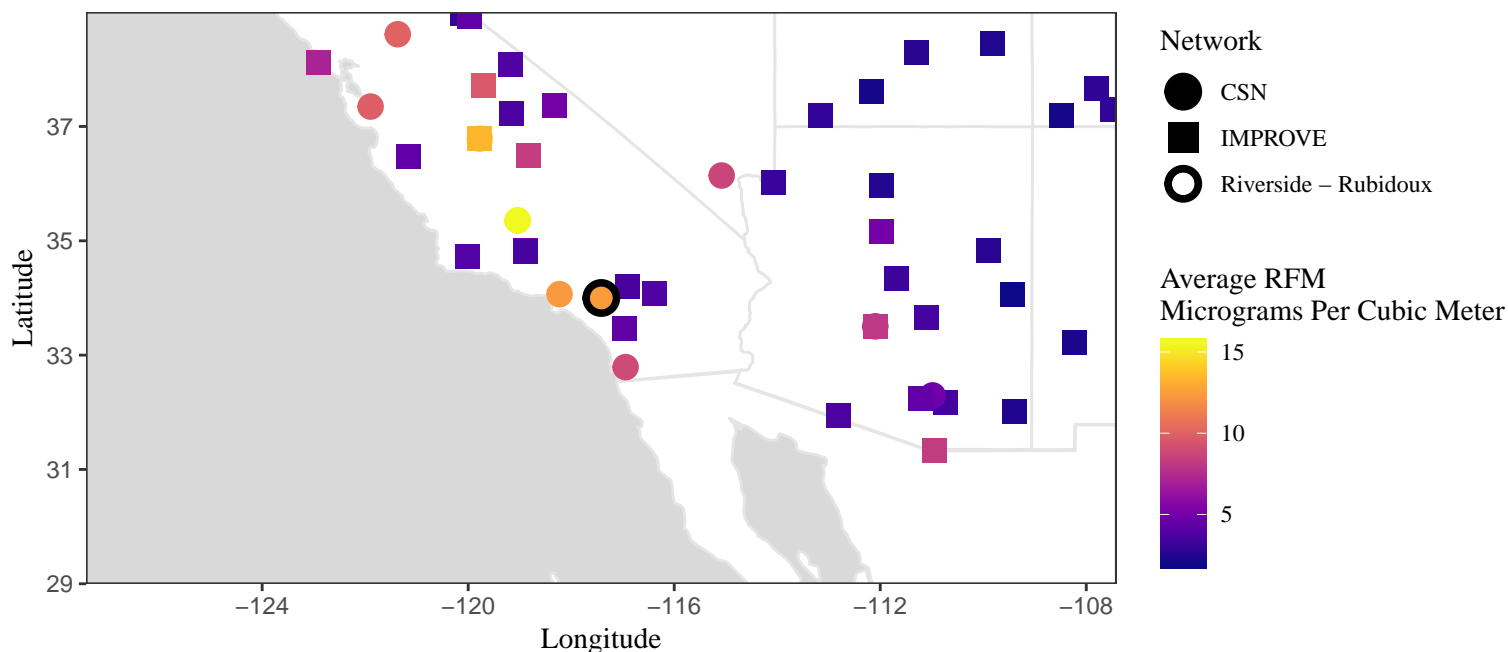 37
35
33
31
29
−124
−120
−116
−112
−108
Longitude
Latitude
Network
CSN
IMPROVE
Riverside − Rubidoux
Average RFM
Micrograms Per Cubic Meter
15
10
5